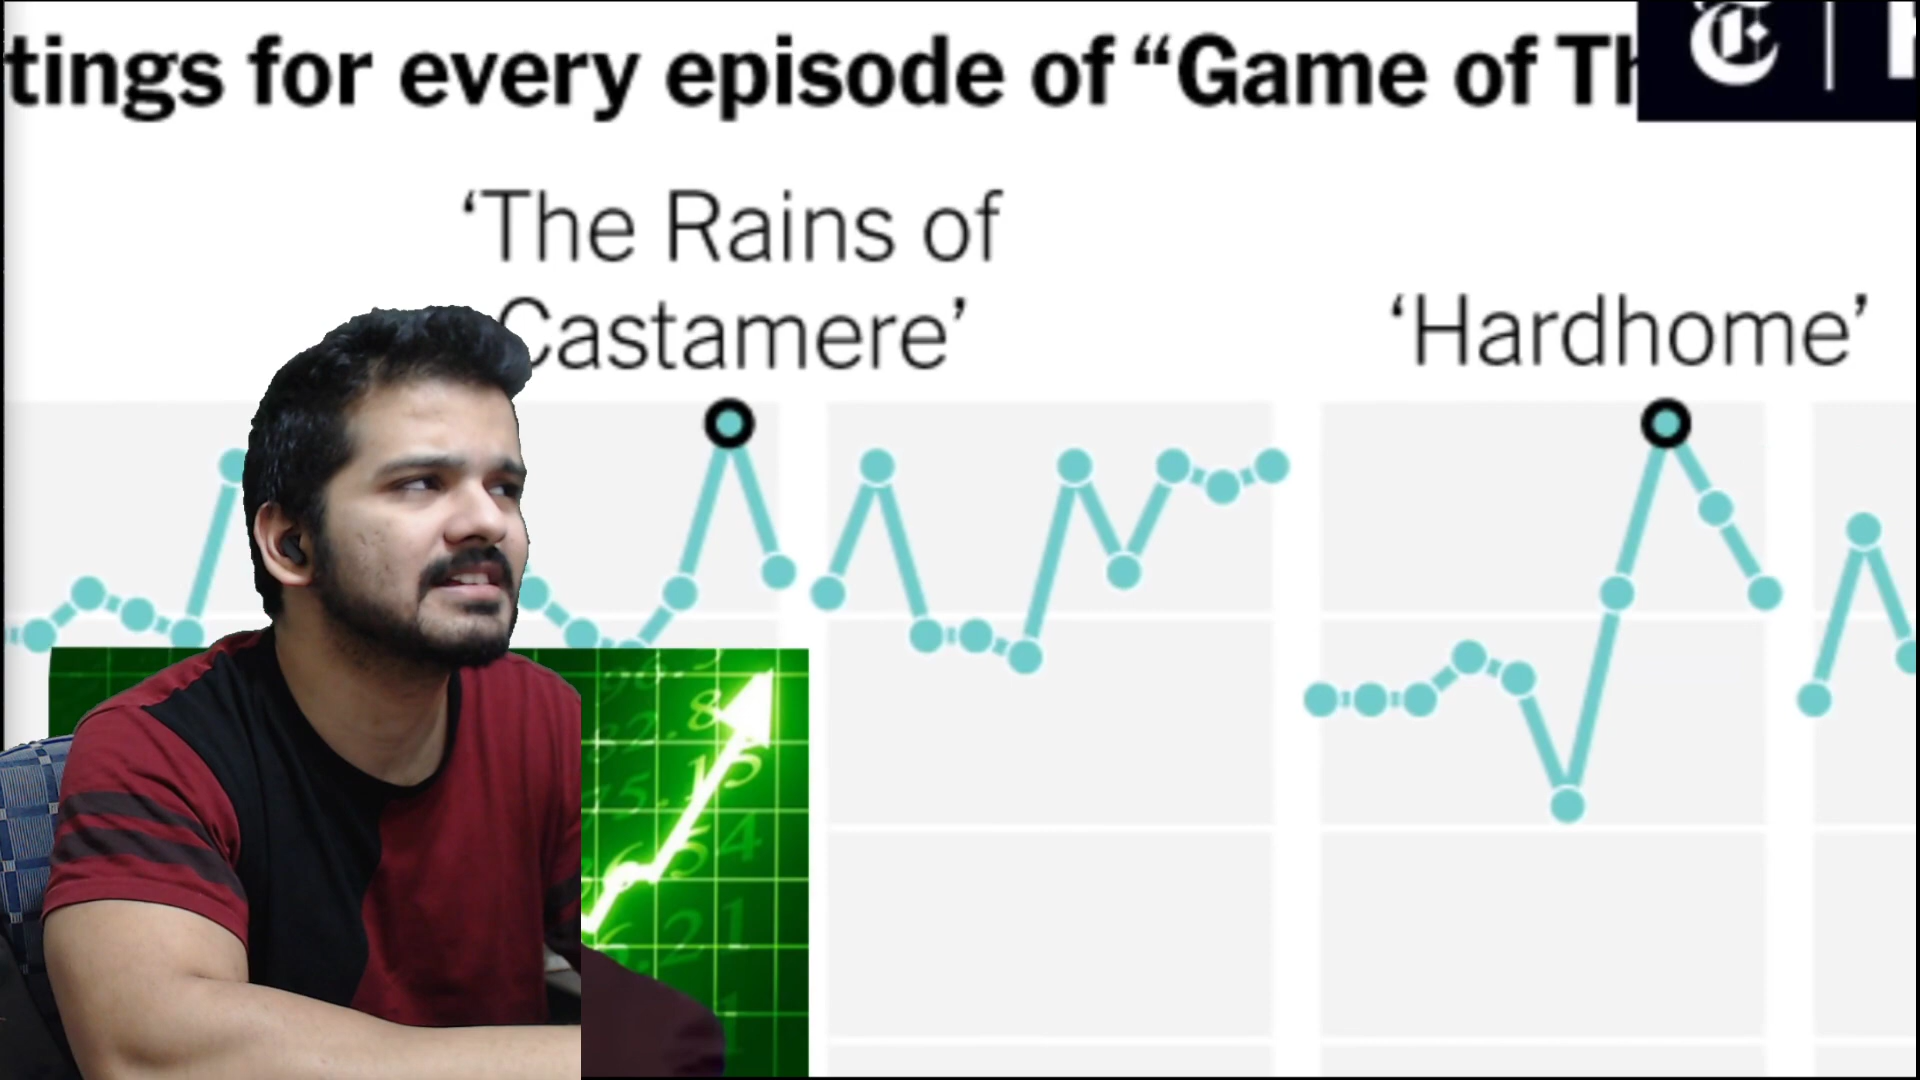 tings for every episode of “Game of Th
‘The Rains of
Castamere’
‘Hardhome’